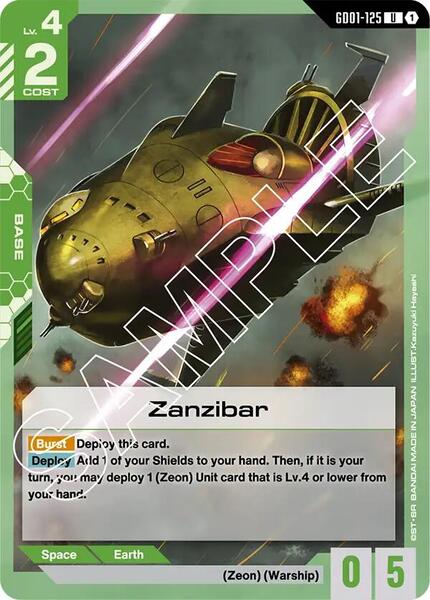 Lv. 4
2
COST
GD01-125 U 1
BASE
SAMPLE
©ST·SR BANDAI MADE IN JAPAN ILLUST:Kazuyuki Hayashi
Zanzibar
Burst Deploy this card.
Deploy Add 1 of your Shields to your hand. Then, if it is your
turn, you may deploy 1 (Zeon) Unit card that is Lv.4 or lower from
your hand.
Space Earth
(Zeon) (Warship)
0 5